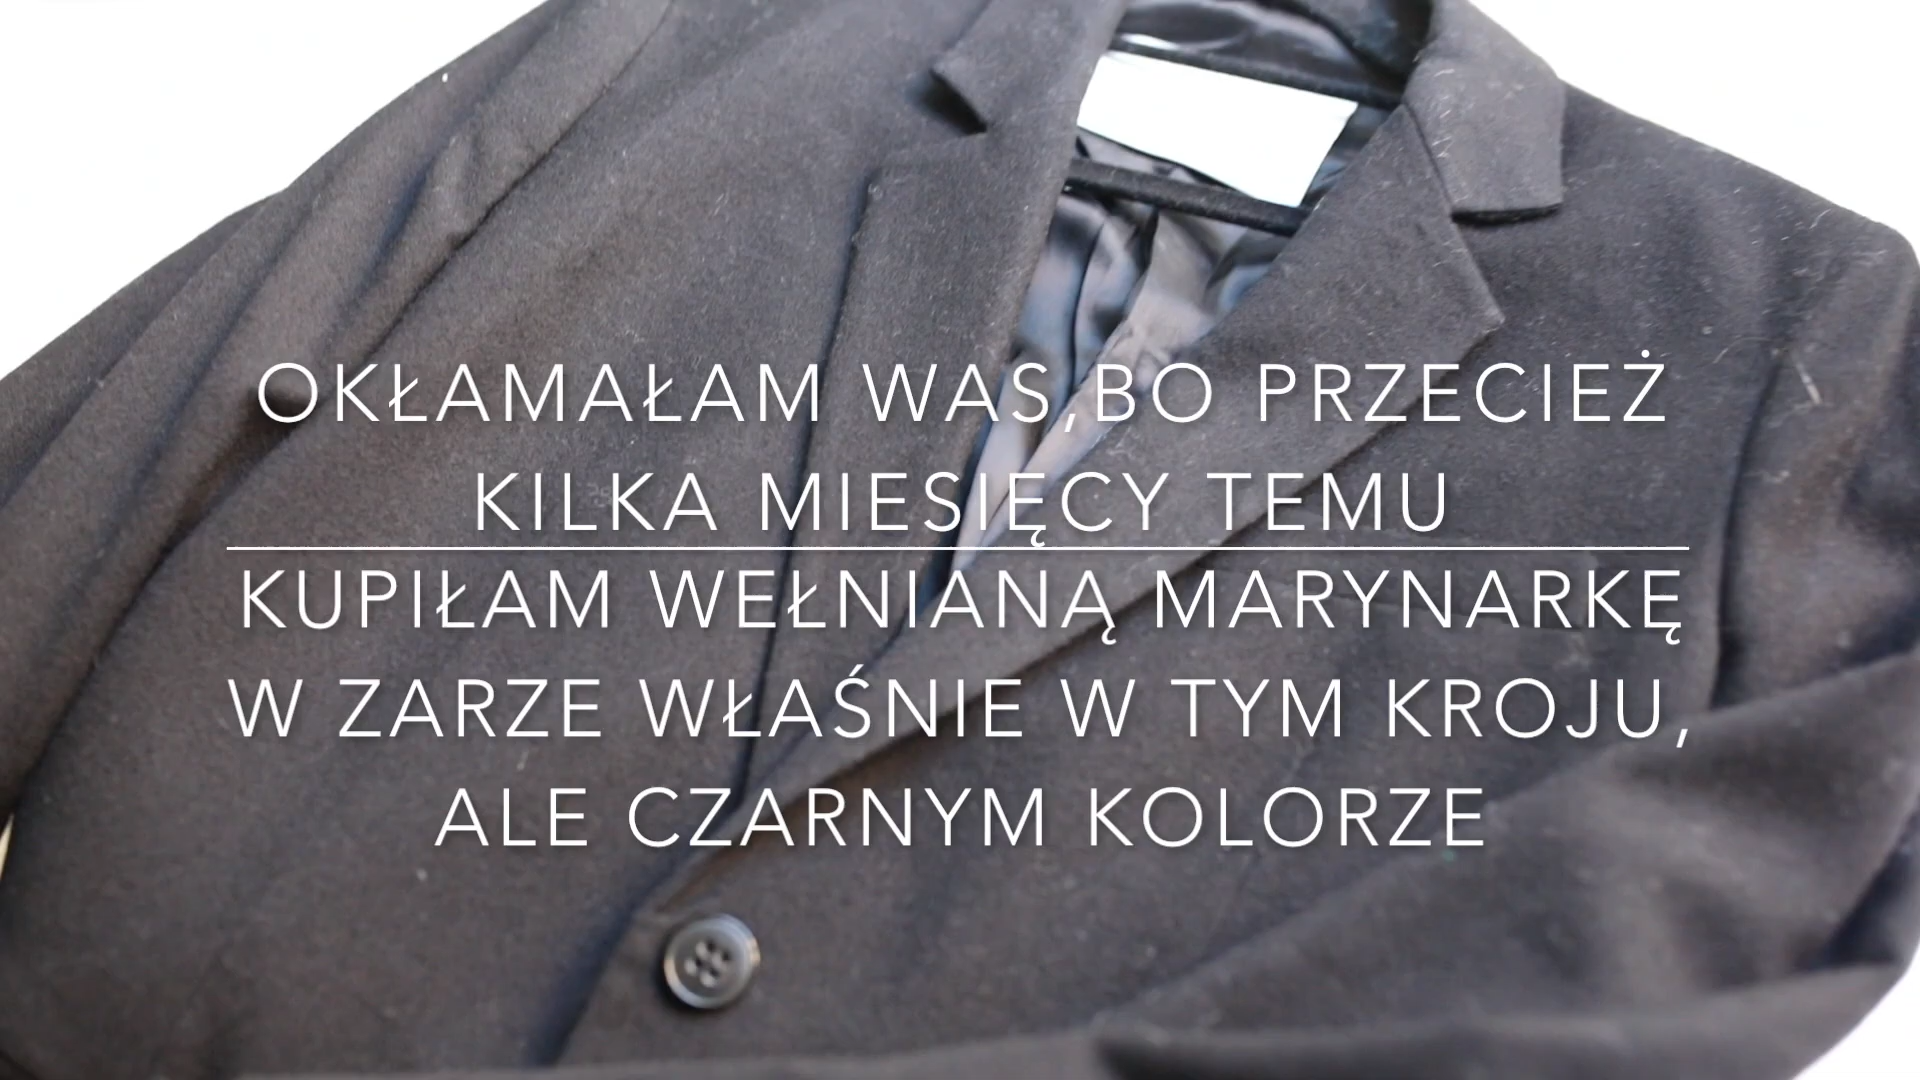 OKŁAMAŁAM WAS,BO PRZECIEŻ
KILKA MIESIĘCY TEMU
KUPIŁAM WEŁNIANĄ MARYNARKĘ
W ZARZE WŁAŚNIE W TYM KROJU,
ALE CZARNYM KOLORZE